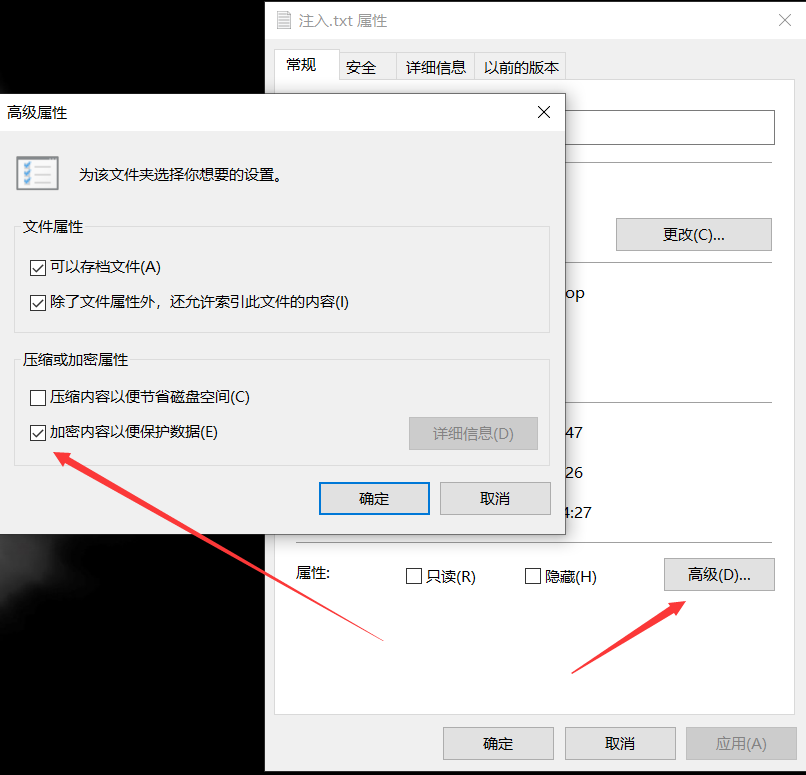 注入.txt 属性
常规
安全
详细信息
以前的版本
高级属性
为该文件夹选择你想要的设置。
文件属性
更改(C)...
可以存档文件(A)
op
除了文件属性外，还允许索引此文件的内容(I)
压缩或加密属性
压缩内容以便节省磁盘空间(C)
加密内容以便保护数据(E)
详细信息(D)
47
26
4:27
确定
取消
属性:
只读(R)
隐藏(H)
高级(D)...
确定
取消
应用(A)